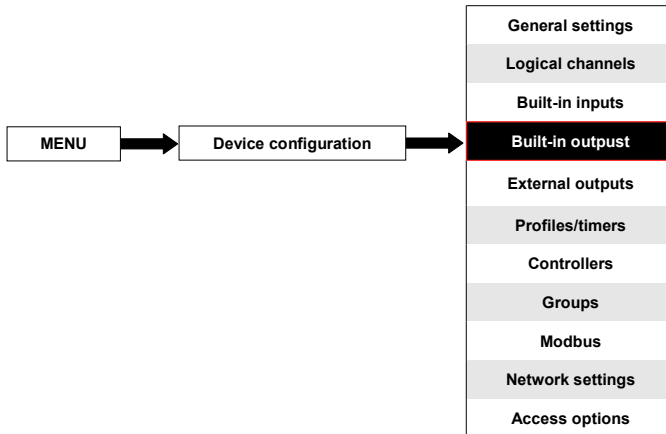 MENU
Device configuration
General settings
Logical channels
Built-in inputs
Built-in outpust
External outputs
Profiles/timers
Controllers
Groups
Modbus
Network settings
Access options